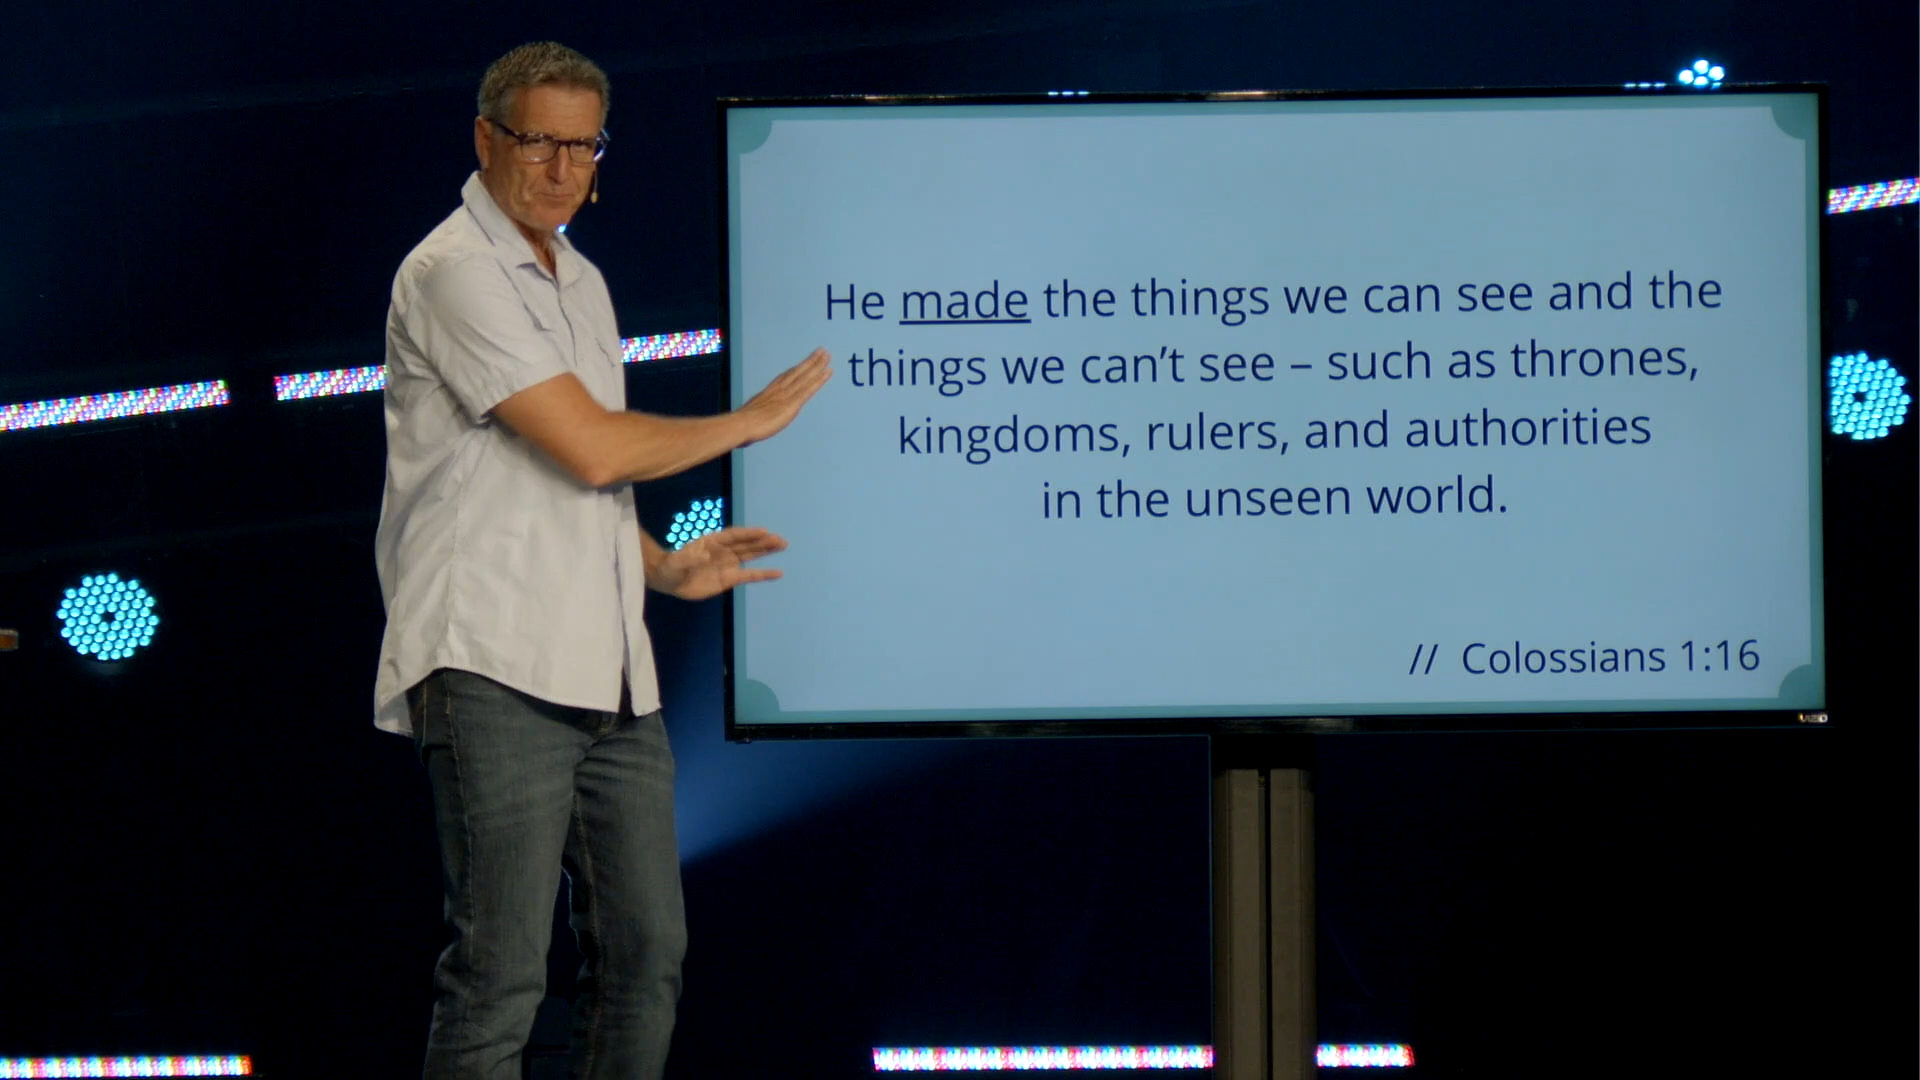 He made the things we can see and the
things we can't see – such as thrones,
kingdoms, rulers, and authorities
in the unseen world.
// Colossians 1:16